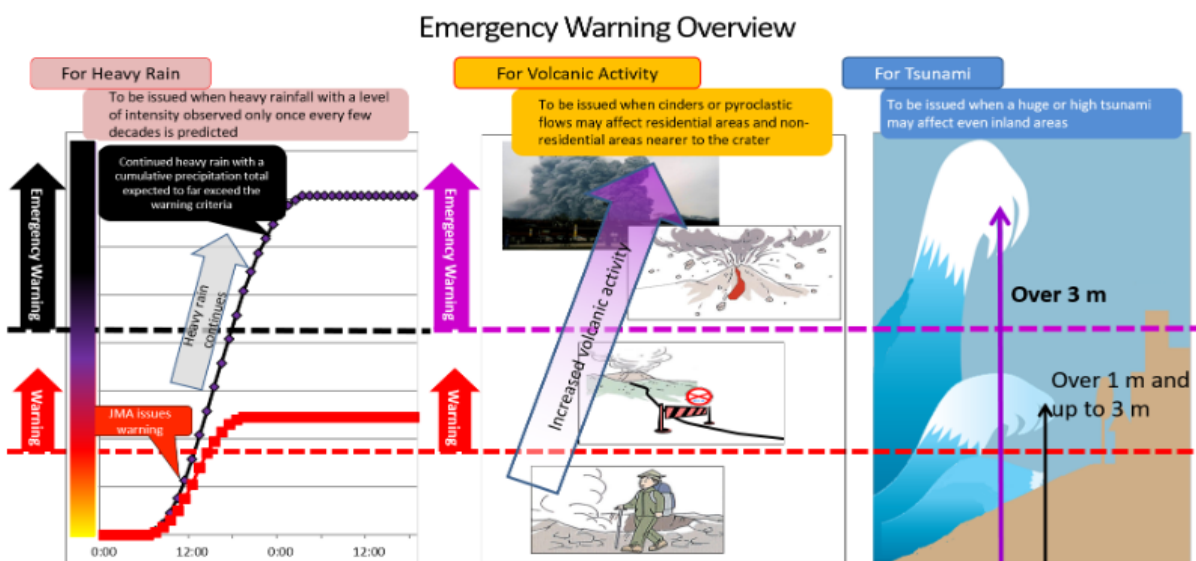 Emergency Warning Overview
For Heavy Rain
To be issued when heavy rainfall with a level
of intensity observed only once every few
decades is predicted
Continued heavy rain with a
cumulative precipitation total
expected to far exceed the
warning criteria
Emergency Warning
Heavy rain
continues
Warning
JMA issues
warning
0:00
12:00
0:00
12:00
For Volcanic Activity
To be issued when cinders or pyroclastic
flows may affect residential areas and non-
residential areas nearer to the crater
Emergency Warning
Increased volcanic activity
Warning
For Tsunami
To be issued when a huge or high tsunami
may affect even inland areas
Over 3 m
Over 1 m and
up to 3 m